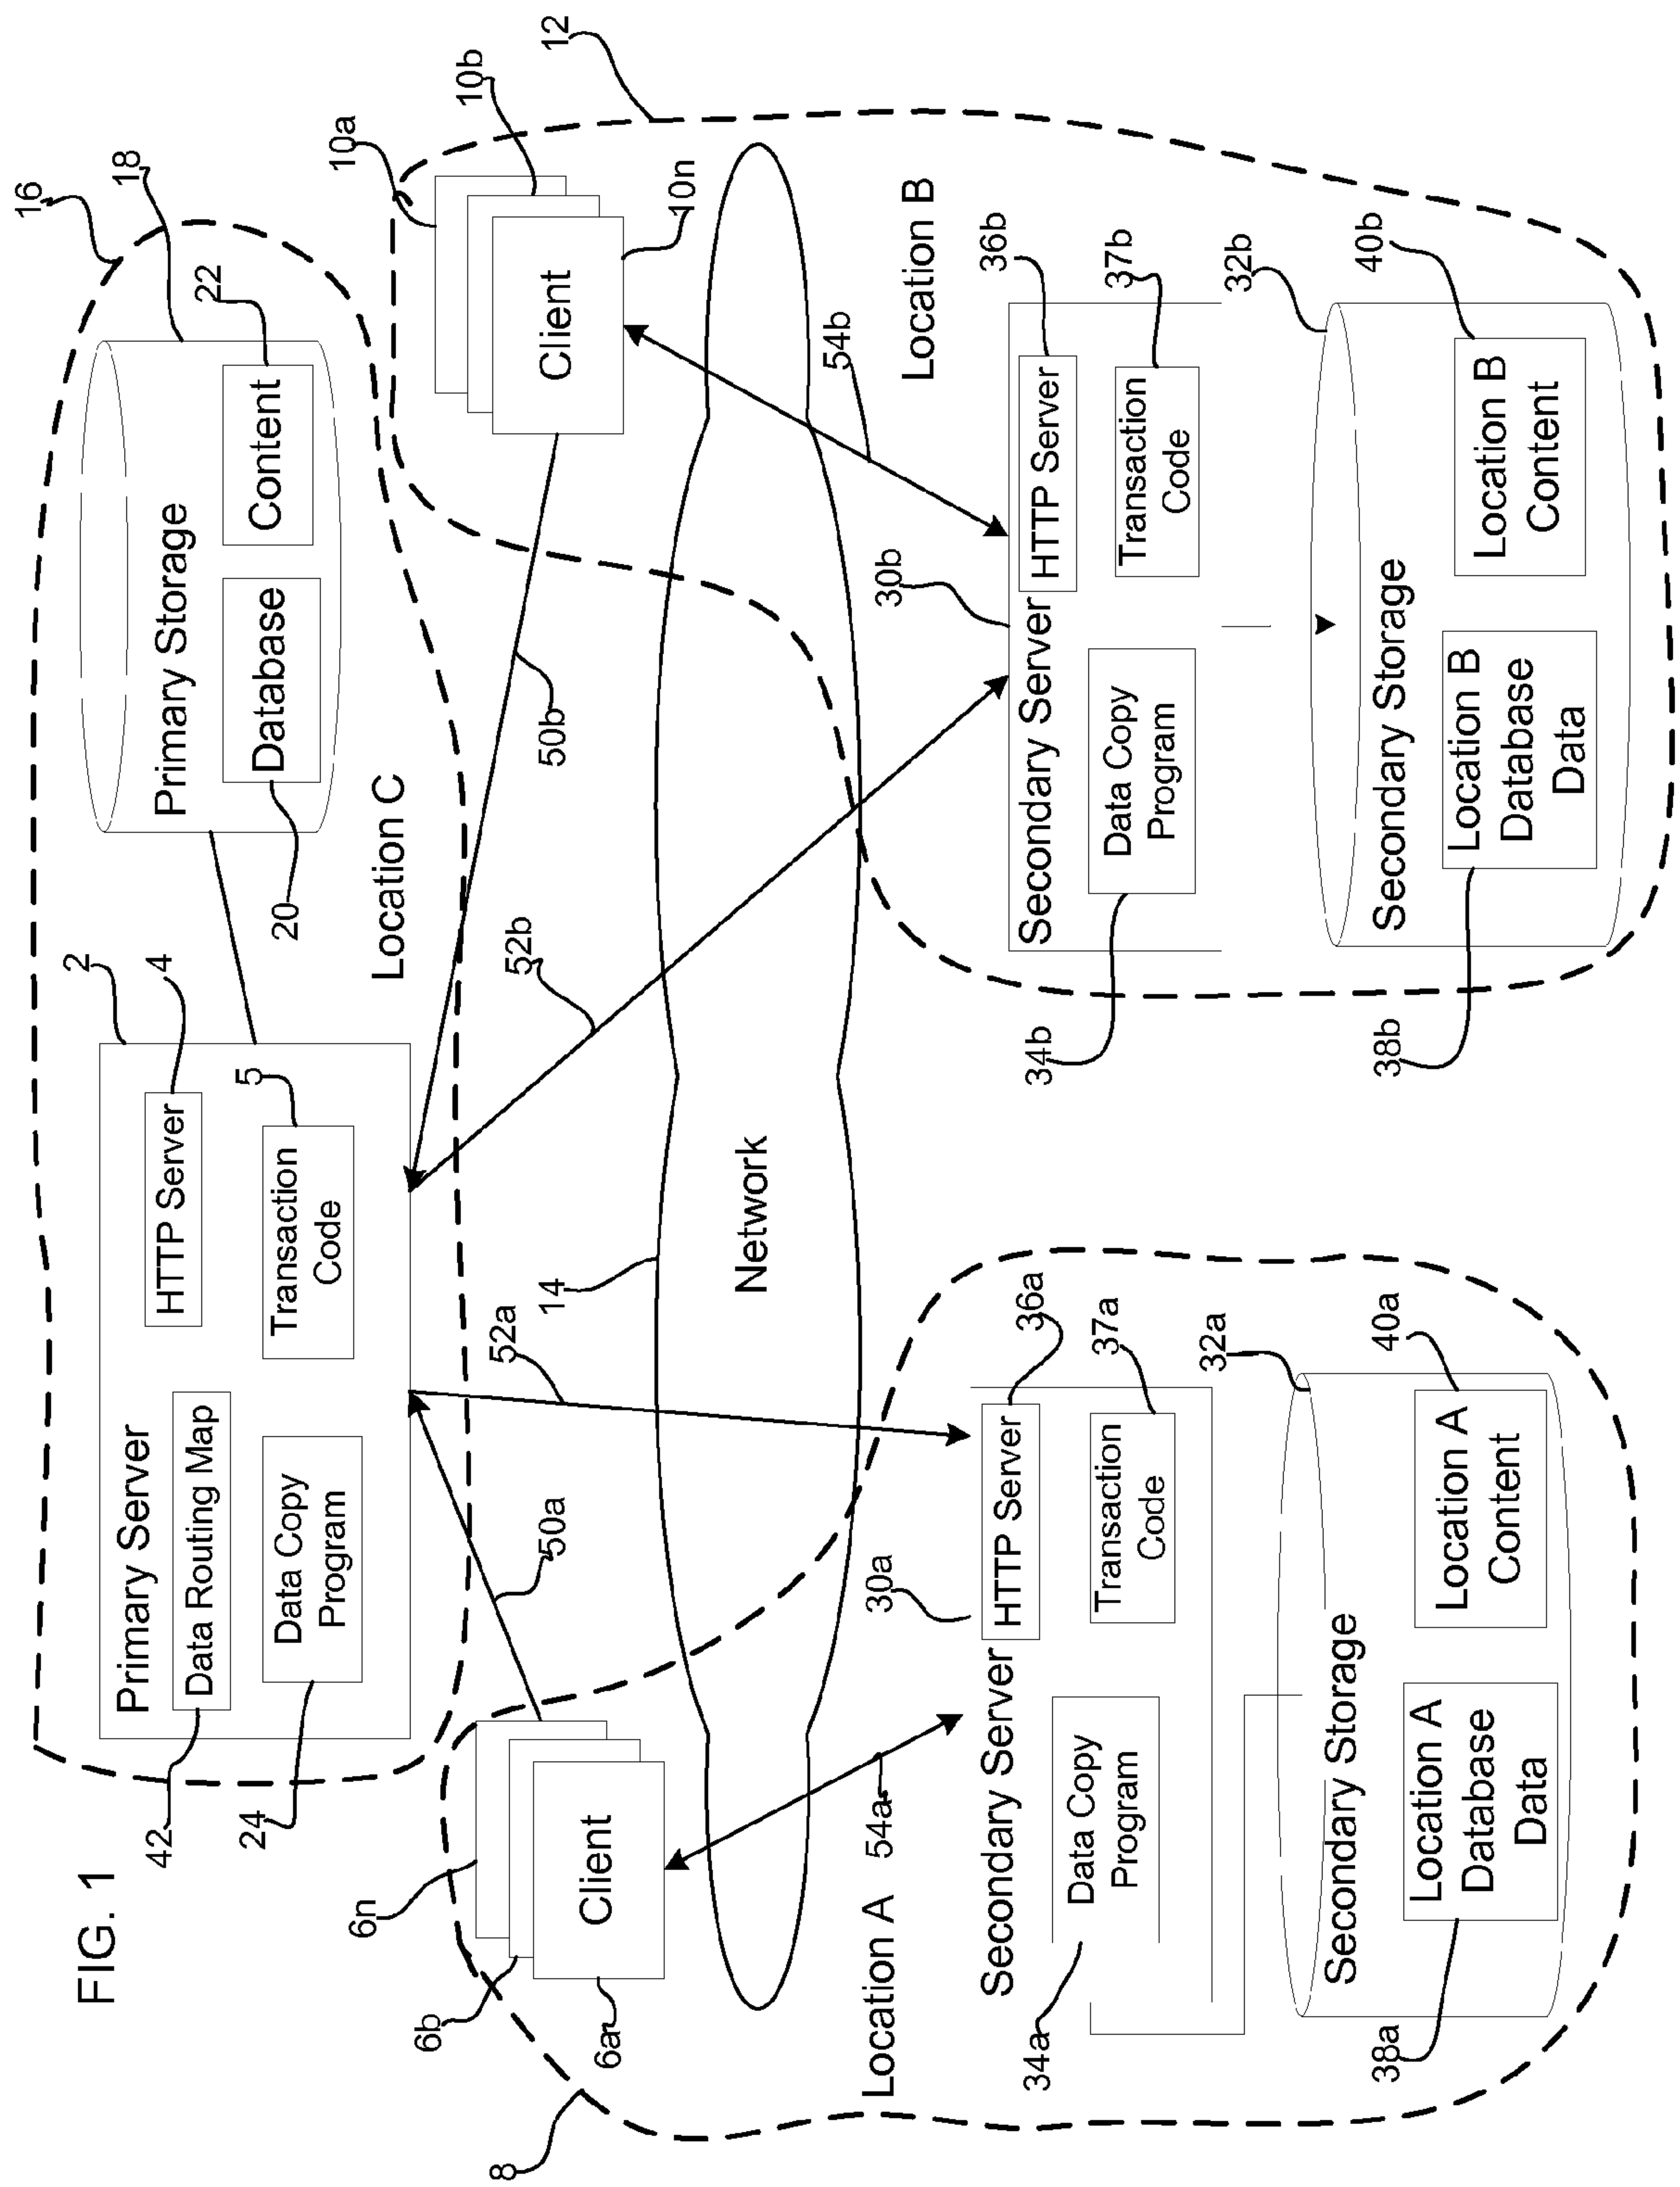 FIG. 1
16
18
Primary Storage
22
Content
Database
20
Location C
2
4
HTTP Server
5
Transaction
Code
Primary Server
Data Routing Map
42
Data Copy
Program
24
6n
6b
6a
Client
8
50a
52a
14
Network
52b
50b
10a
10b
10n
Client
12
54b
Location B
54a
Location A
30a
36a
HTTP Server
37a
Transaction
Code
Secondary Server
Data Copy
Program
34a
32a
Secondary Storage
40a
Location A
Content
Location A
Database
Data
38a
30b
36b
HTTP Server
37b
Transaction
Code
Secondary Server
Data Copy
Program
34b
32b
Secondary Storage
40b
Location B
Content
Location B
Database
Data
38b